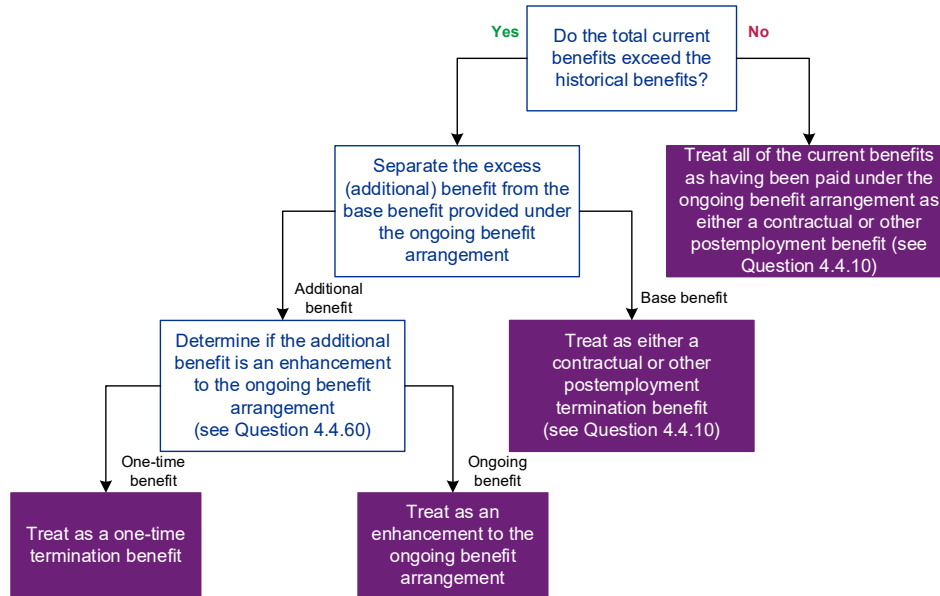 Yes
Do the total current
benefits exceed the
historical benefits?
No
Separate the excess
(additional) benefit from the
base benefit provided under
the ongoing benefit
arrangement
Treat all of the current benefits
as having been paid under the
ongoing benefit arrangement as
either a contractual or other
postemployment benefit (see
Question 4.4.10)
Additional
benefit
Base benefit
Determine if the additional
benefit is an enhancement
to the ongoing benefit
arrangement
(see Question 4.4.60)
Treat as either a
contractual or other
postemployment
termination benefit
(see Question 4.4.10)
One-time
benefit
Ongoing
benefit
Treat as a one-time
termination benefit
Treat as an
enhancement to the
ongoing benefit
arrangement